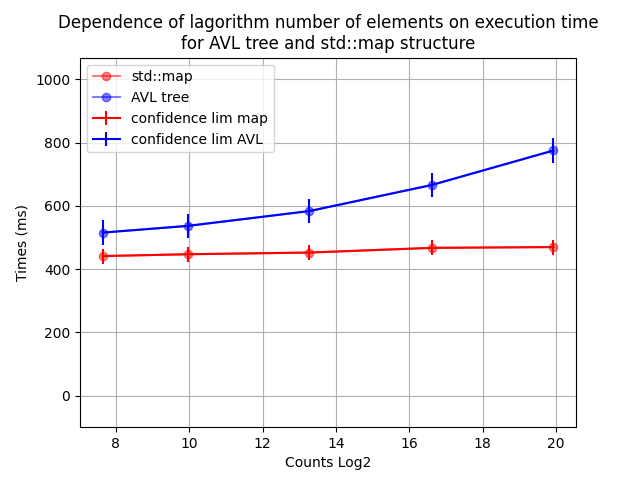 Dependence of lagorithm number of elements on execution time
for AVL tree and std::map structure
std::map
AVL tree
confidence lim map
confidence lim AVL
Times (ms)
1000
800
600
400
200
0
8
10
12
14
16
18
20
Counts Log2